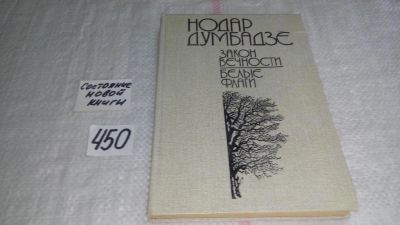 НОДАР
ДУМБАДЗЕ
ЗАКОН
ВЕЧНОСТИ
БЕЛЫЕ
ФЛАГИ
СОСТОЯНИЕ
НОВОЙ
КНИГИ
450